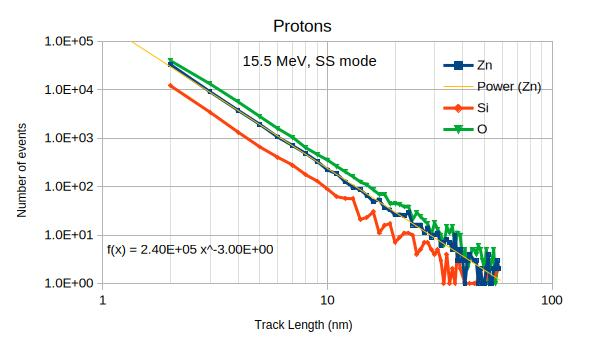 Protons
1.0E+05
15.5 MeV, SS mode
Zn
Power (Zn)
Si
O
1.0E+04
1.0E+03
1.0E+02
1.0E+01
1.0E+00
Number of events
f(x) = 2.40E+05 x^-3.00E+00
1
10
100
Track Length (nm)